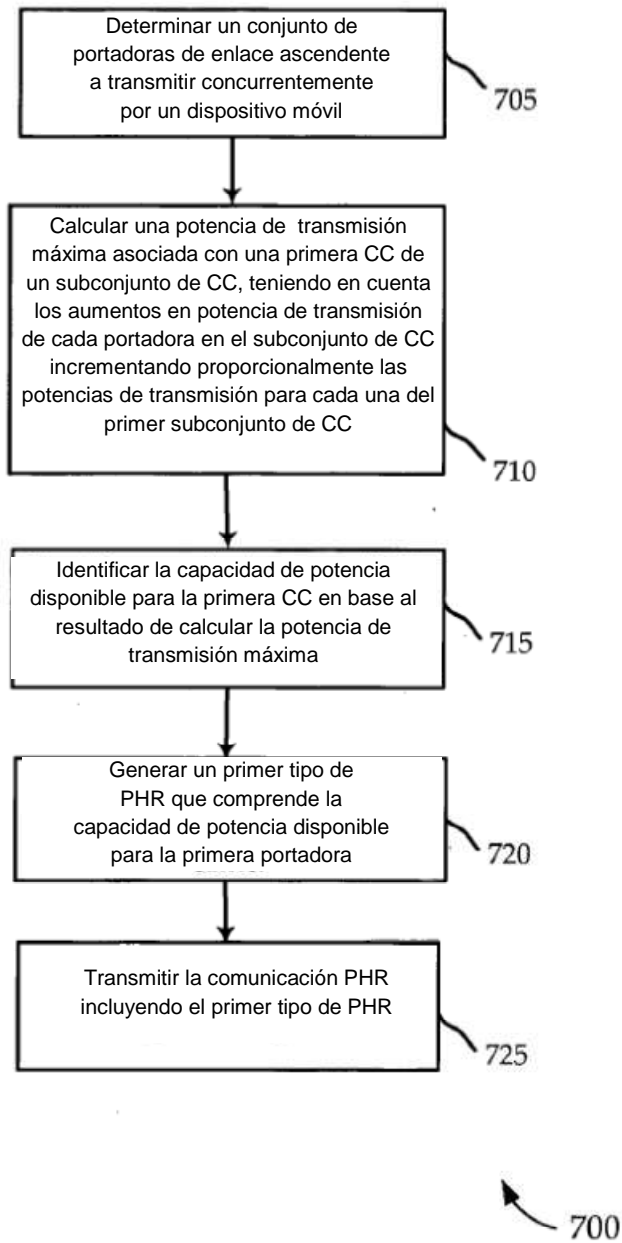 Determinar un conjunto de
portadoras de enlace ascendente
a transmitir concurrentemente
por un dispositivo móvil
705
Calcular una potencia de transmisión
máxima asociada con una primera CC de
un subconjunto de CC, teniendo en cuenta
los aumentos en potencia de transmisión
de cada portadora en el subconjunto de CC
incrementando proporcionalmente las
potencias de transmisión para cada una del
primer subconjunto de CC
710
Identificar la capacidad de potencia
disponible para la primera CC en base al
resultado de calcular la potencia de
transmisión máxima
715
Generar un primer tipo de
PHR que comprende la
capacidad de potencia disponible
para la primera portadora
720
Transmitir la comunicación PHR
incluyendo el primer tipo de PHR
725
700